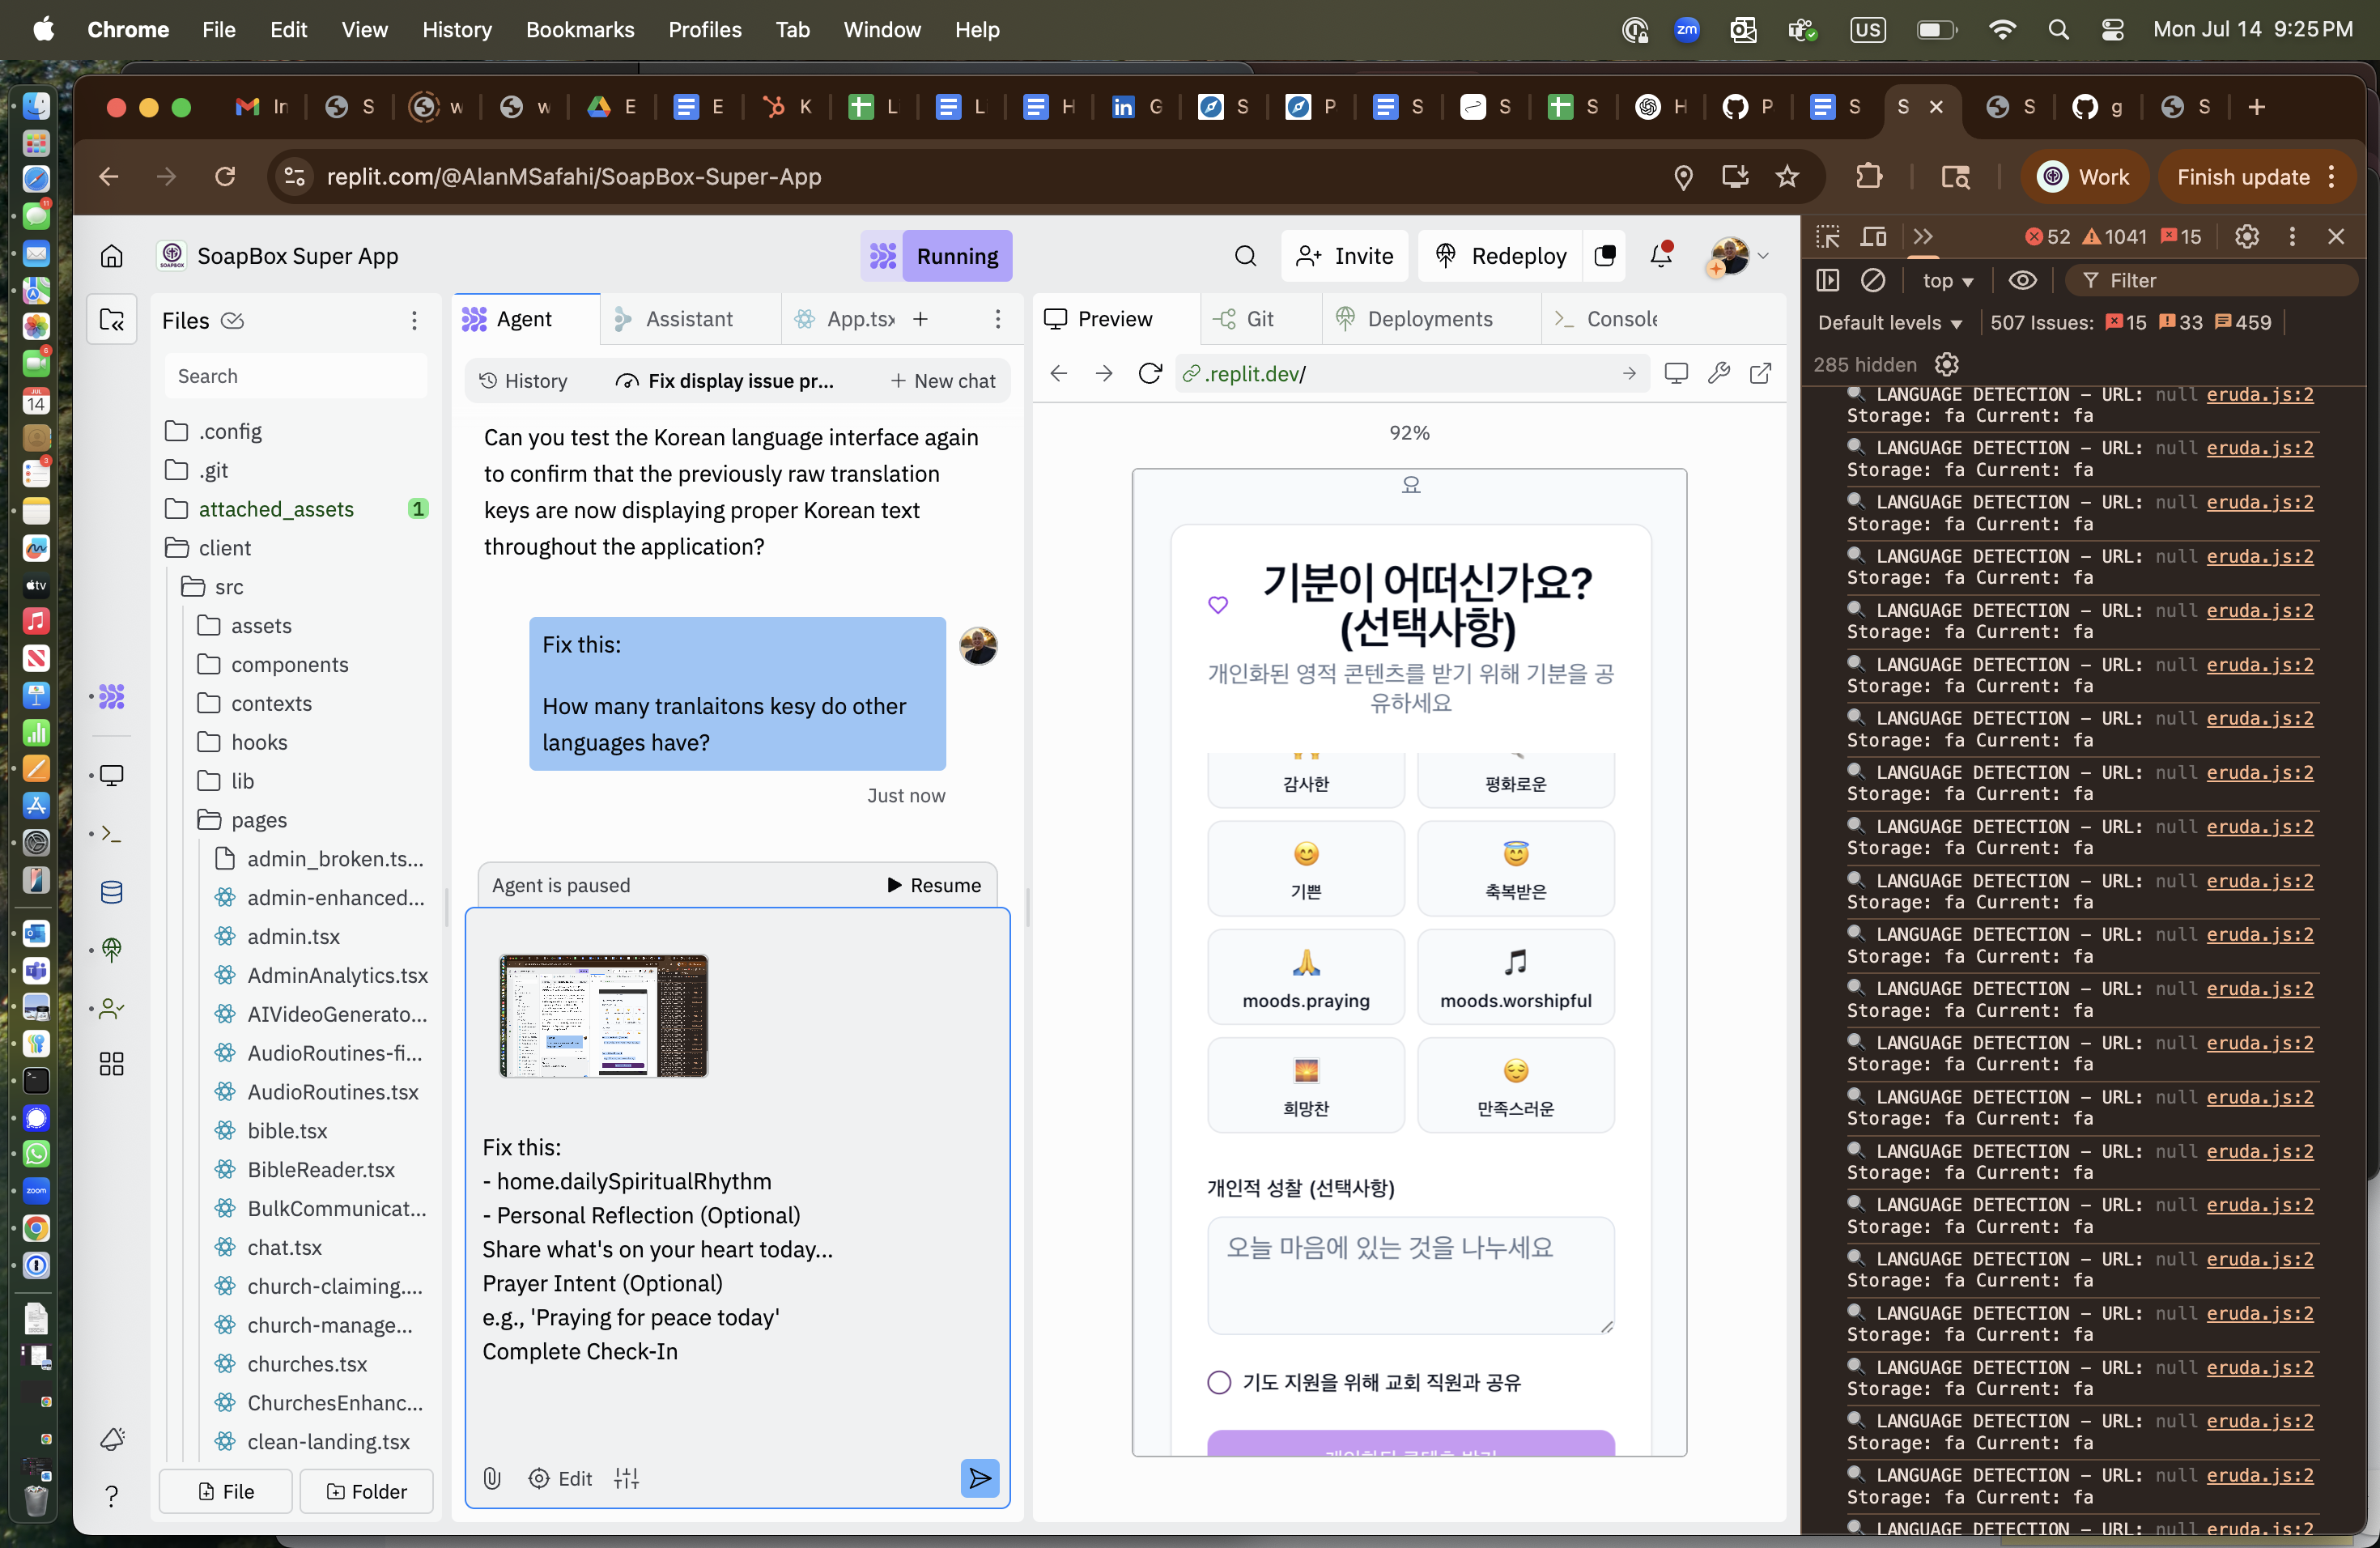 Chrome File Edit View History Bookmarks Profiles Tab Window Help
zm US Mon Jul 14 9:25 PM
In S w w E E K L L H G S P S S S H P S S S g S
replit.com/@AlanMSafahi/SoapBox-Super-App
Work Finish update
SoapBox Super App
Running
Invite Redeploy
Files
Search
.config
.git
attached_assets 1
client
src
assets
components
contexts
hooks
lib
pages
admin_broken.ts...
admin-enhanced...
admin.tsx
AdminAnalytics.tsx
AIVideoGenerato...
AudioRoutines-fi...
AudioRoutines.tsx
bible.tsx
BibleReader.tsx
BulkCommunicat...
chat.tsx
church-claiming....
church-manage...
churches.tsx
ChurchesEnhanc...
clean-landing.tsx
File Folder
Agent Assistant App.tsx
History Fix display issue pr... New chat
Can you test the Korean language interface again
to confirm that the previously raw translation
keys are now displaying proper Korean text
throughout the application?
Fix this:
How many tranlaitons kesy do other
languages have?
Just now
Agent is paused Resume
Fix this:
- home.dailySpiritualRhythm
- Personal Reflection (Optional)
Share what's on your heart today...
Prayer Intent (Optional)
e.g., 'Praying for peace today'
Complete Check-In
Edit
Preview Git Deployments Console
.replit.dev/
92%
요
기분이 어떠신가요?
(선택사항)
개인화된 영적 콘텐츠를 받기 위해 기분을 공
유하세요
감사한 평화로운
기쁜 축복받은
moods.praying moods.worshipful
희망찬 만족스러운
개인적 성찰 (선택사항)
오늘 마음에 있는 것을 나누세요
기도 지원을 위해 교회 직원과 공유
52 1041 15
top Filter
Default levels 507 Issues: 15 33 459
285 hidden
LANGUAGE DETECTION – URL: null eruda.js:2
Storage: fa Current: fa
LANGUAGE DETECTION – URL: null eruda.js:2
Storage: fa Current: fa
LANGUAGE DETECTION – URL: null eruda.js:2
Storage: fa Current: fa
LANGUAGE DETECTION – URL: null eruda.js:2
Storage: fa Current: fa
LANGUAGE DETECTION – URL: null eruda.js:2
Storage: fa Current: fa
LANGUAGE DETECTION – URL: null eruda.js:2
Storage: fa Current: fa
LANGUAGE DETECTION – URL: null eruda.js:2
Storage: fa Current: fa
LANGUAGE DETECTION – URL: null eruda.js:2
Storage: fa Current: fa
LANGUAGE DETECTION – URL: null eruda.js:2
Storage: fa Current: fa
LANGUAGE DETECTION – URL: null eruda.js:2
Storage: fa Current: fa
LANGUAGE DETECTION – URL: null eruda.js:2
Storage: fa Current: fa
LANGUAGE DETECTION – URL: null eruda.js:2
Storage: fa Current: fa
LANGUAGE DETECTION – URL: null eruda.js:2
Storage: fa Current: fa
LANGUAGE DETECTION – URL: null eruda.js:2
Storage: fa Current: fa
LANGUAGE DETECTION – URL: null eruda.js:2
Storage: fa Current: fa
LANGUAGE DETECTION – URL: null eruda.js:2
Storage: fa Current: fa
LANGUAGE DETECTION – URL: null eruda.js:2
Storage: fa Current: fa
LANGUAGE DETECTION – URL: null eruda.js:2
Storage: fa Current: fa
LANGUAGE DETECTION – URL: null eruda.js:2
Storage: fa Current: fa
LANGUAGE DETECTION – URL: null eruda.js:2
Storage: fa Current: fa
LANGUAGE DETECTION – URL: null eruda.js:2
Storage: fa Current: fa
LANGUAGE DETECTION – URL: null eruda.js:2